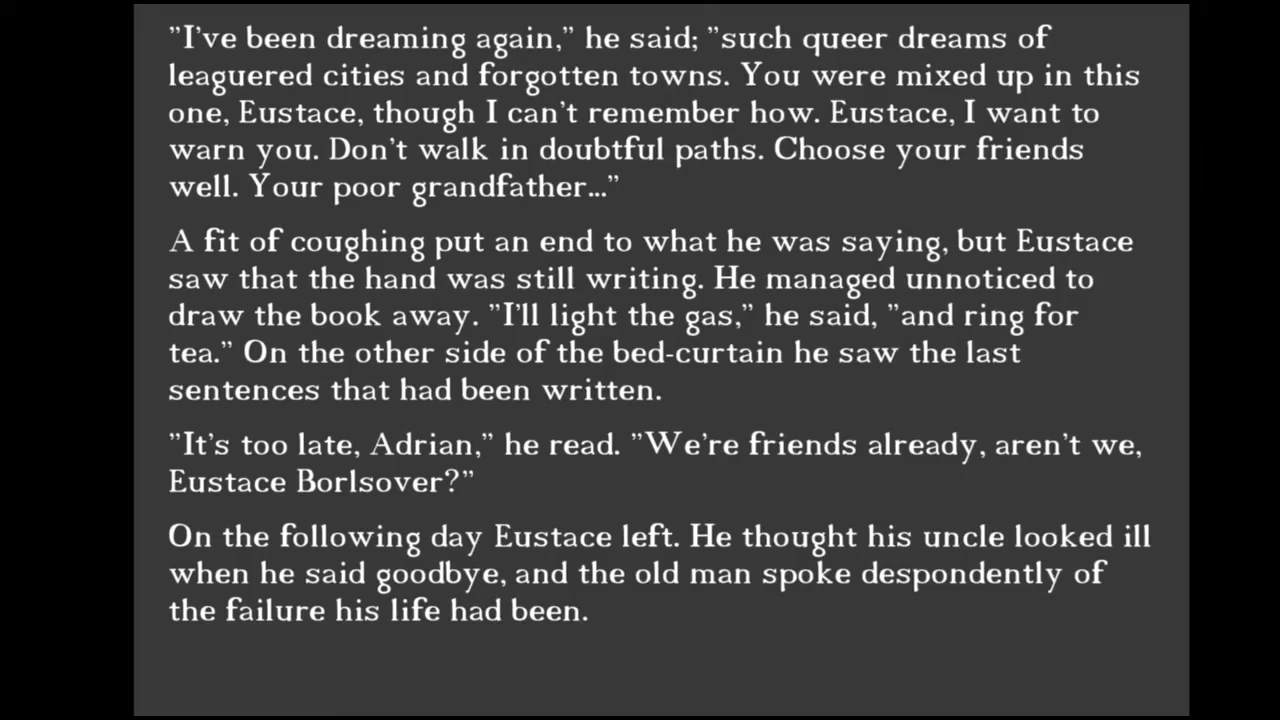 "I've been dreaming again," he said; "such queer dreams of
leaguered cities and forgotten towns. You were mixed up in this
one, Eustace, though I can't remember how. Eustace, I want to
warn you. Don't walk in doubtful paths. Choose your friends
well. Your poor grandfather..."
A fit of coughing put an end to what he was saying, but Eustace
saw that the hand was still writing. He managed unnoticed to
draw the book away. "I'll light the gas," he said, "and ring for
tea." On the other side of the bed-curtain he saw the last
sentences that had been written.
"It's too late, Adrian," he read. "We're friends already, aren't we,
Eustace Borlsover?"
On the following day Eustace left. He thought his uncle looked ill
when he said goodbye, and the old man spoke despondently of
the failure his life had been.